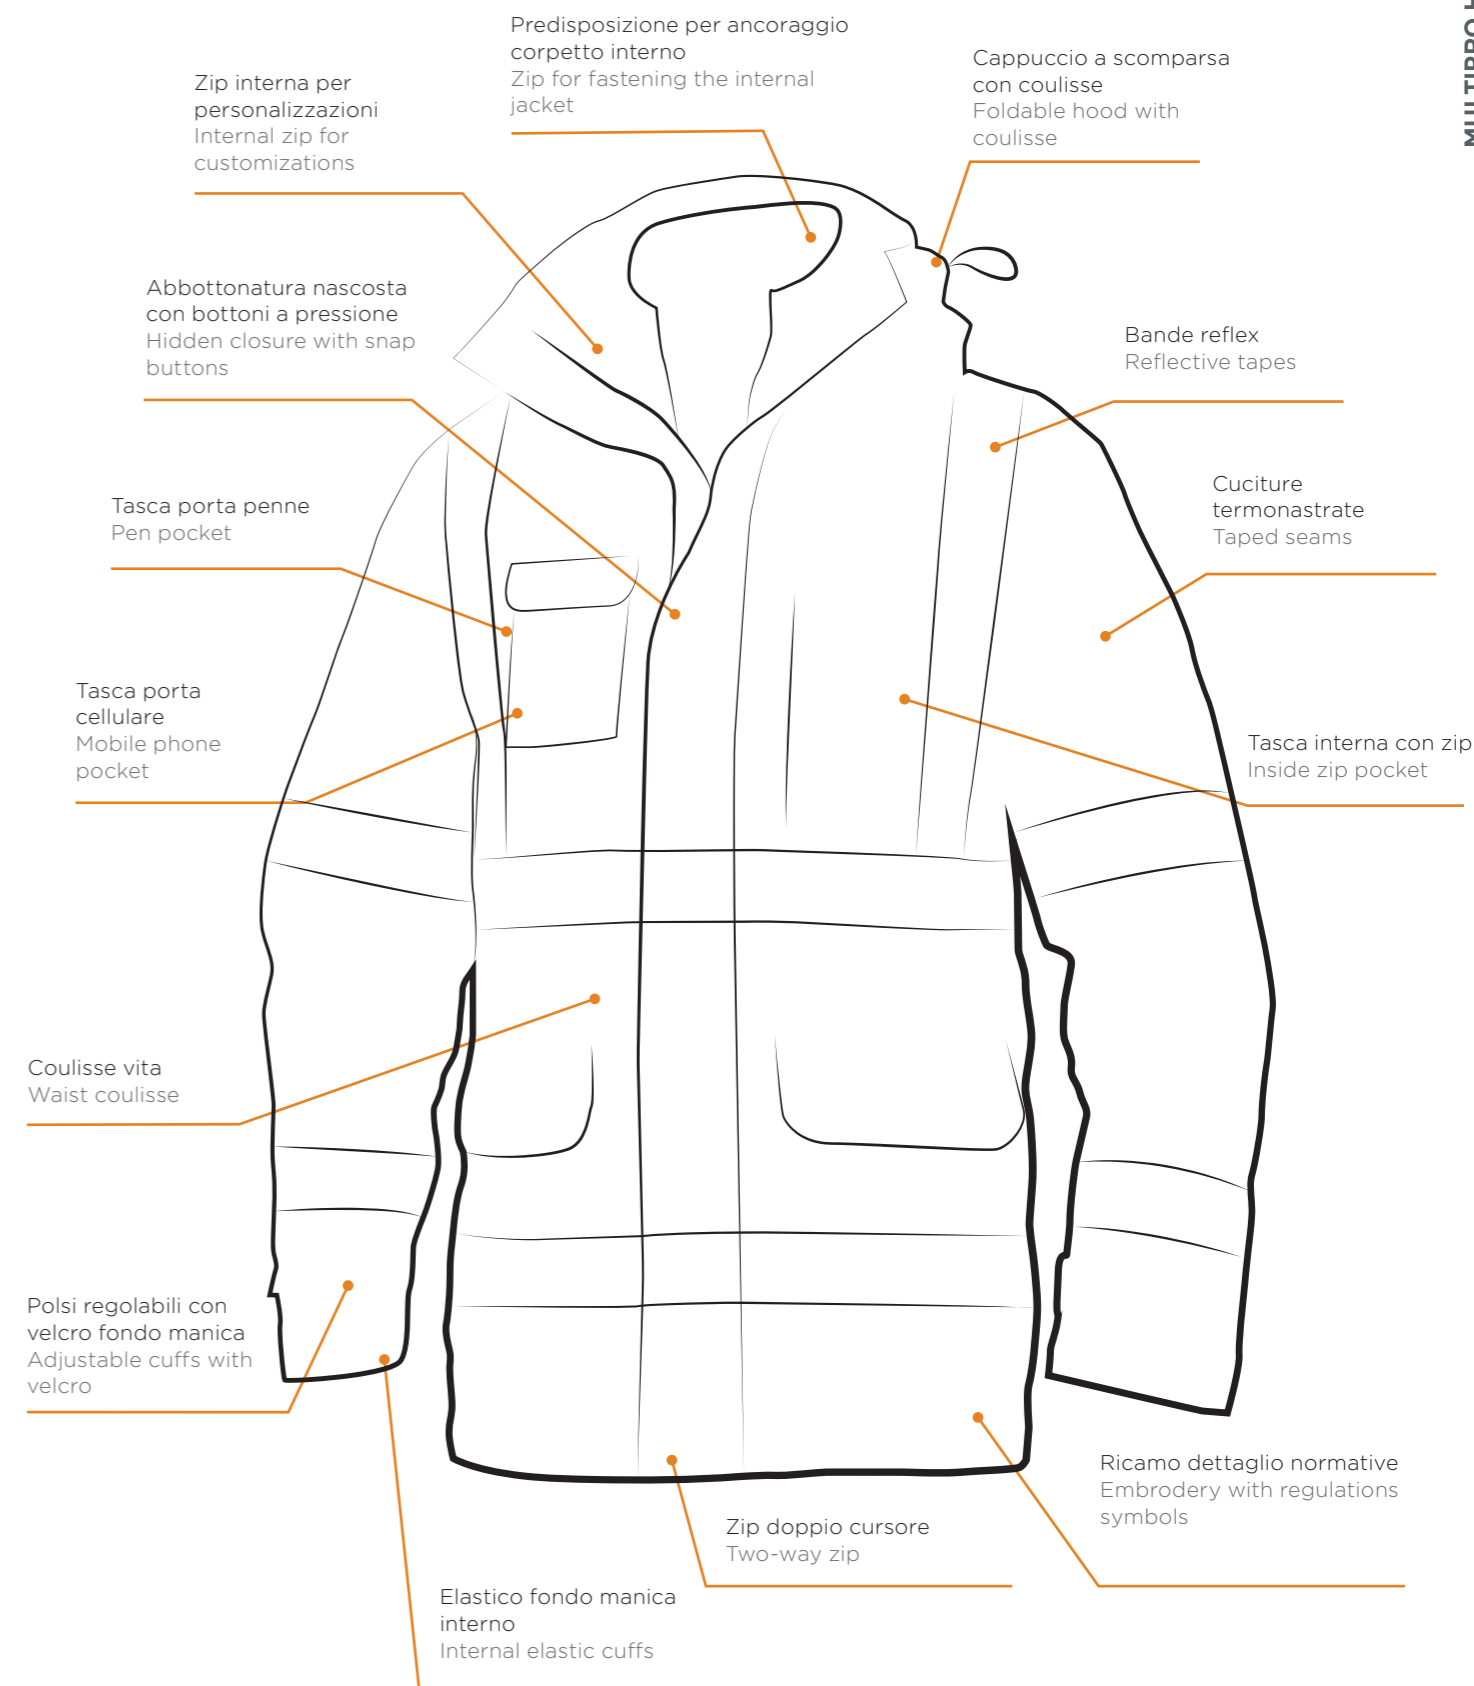 Predisposizione per ancoraggio
corpetto interno
Zip for fastening the internal
jacket
Cappuccio a scomparsa
con coulisse
Foldable hood with
coulisse
Zip interna per
personalizzazioni
Internal zip for
customizations
Abbottonatura nascosta
con bottoni a pressione
Hidden closure with snap
buttons
Bande reflex
Reflective tapes
Tasca porta penne
Pen pocket
Cuciture
termonastrate
Taped seams
Tasca porta
cellulare
Mobile phone
pocket
Tasca interna con zip
Inside zip pocket
Coulisse vita
Waist coulisse
Polsi regolabili con
velcro fondo manica
Adjustable cuffs with
velcro
Ricamo dettaglio normative
Embrodery with regulations
symbols
Zip doppio cursore
Two-way zip
Elastico fondo manica
interno
Internal elastic cuffs